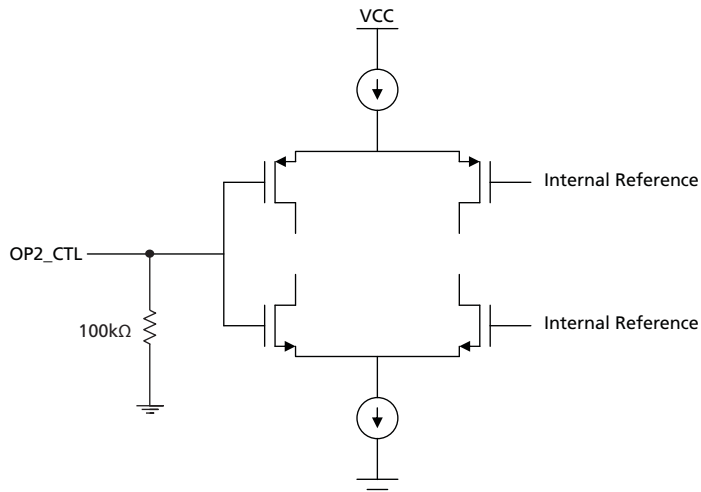 VCC
Internal Reference
OP2_CTL
100kΩ
Internal Reference